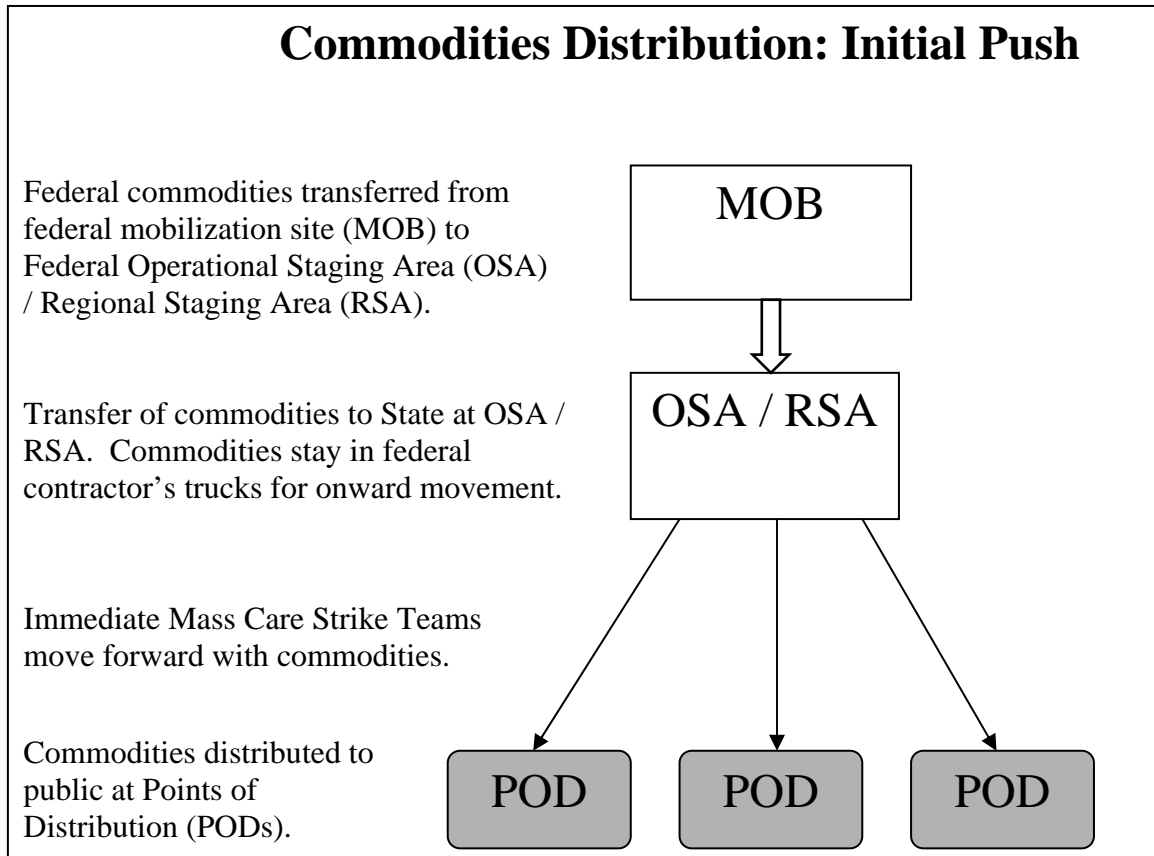 Commodities Distribution: Initial Push
Federal commodities transferred from
federal mobilization site (MOB) to
Federal Operational Staging Area (OSA)
/ Regional Staging Area (RSA).
MOB
Transfer of commodities to State at OSA /
RSA.  Commodities stay in federal
contractor’s trucks for onward movement.
OSA / RSA
Immediate Mass Care Strike Teams
move forward with commodities.
Commodities distributed to
public at Points of
Distribution (PODs).
POD
POD
POD